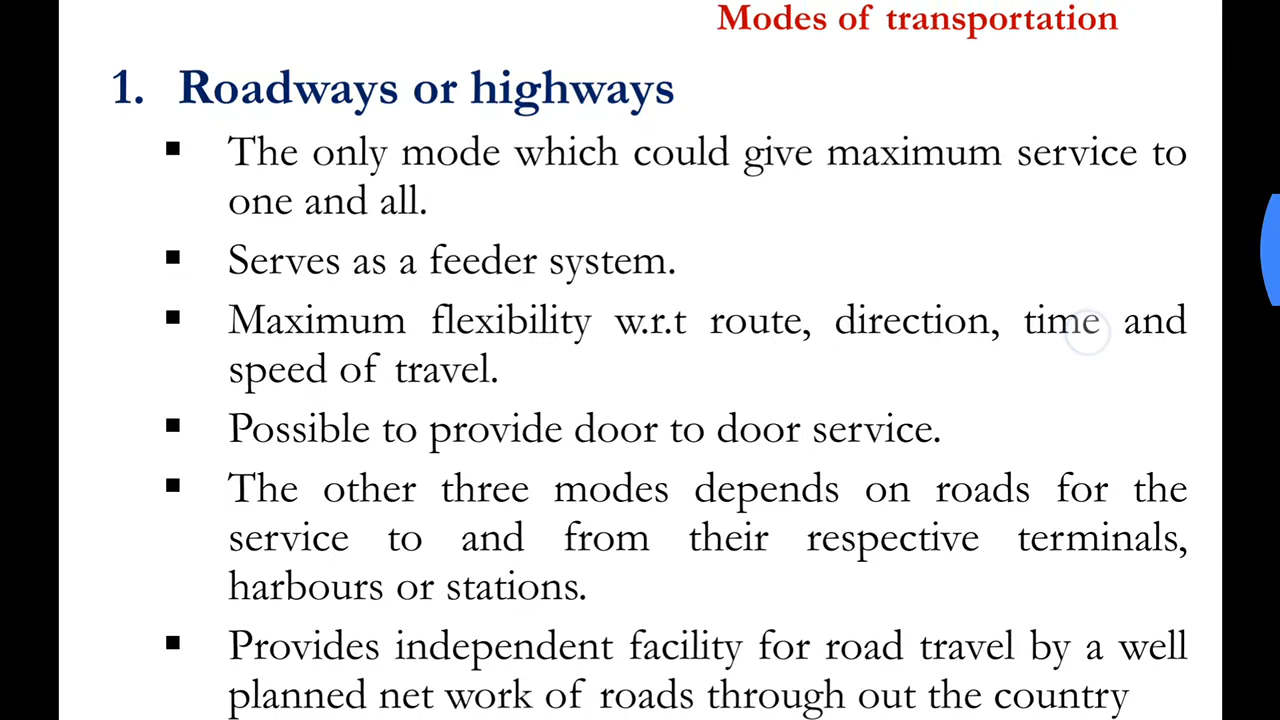 Modes of transportation
1. Roadways or highways
▪ The only mode which could give maximum service to
one and all.
▪ Serves as a feeder system.
▪ Maximum flexibility w.r.t route, direction, time and
speed of travel.
▪ Possible to provide door to door service.
▪ The other three modes depends on roads for the
service to and from their respective terminals,
harbours or stations.
▪ Provides independent facility for road travel by a well
planned net work of roads through out the country